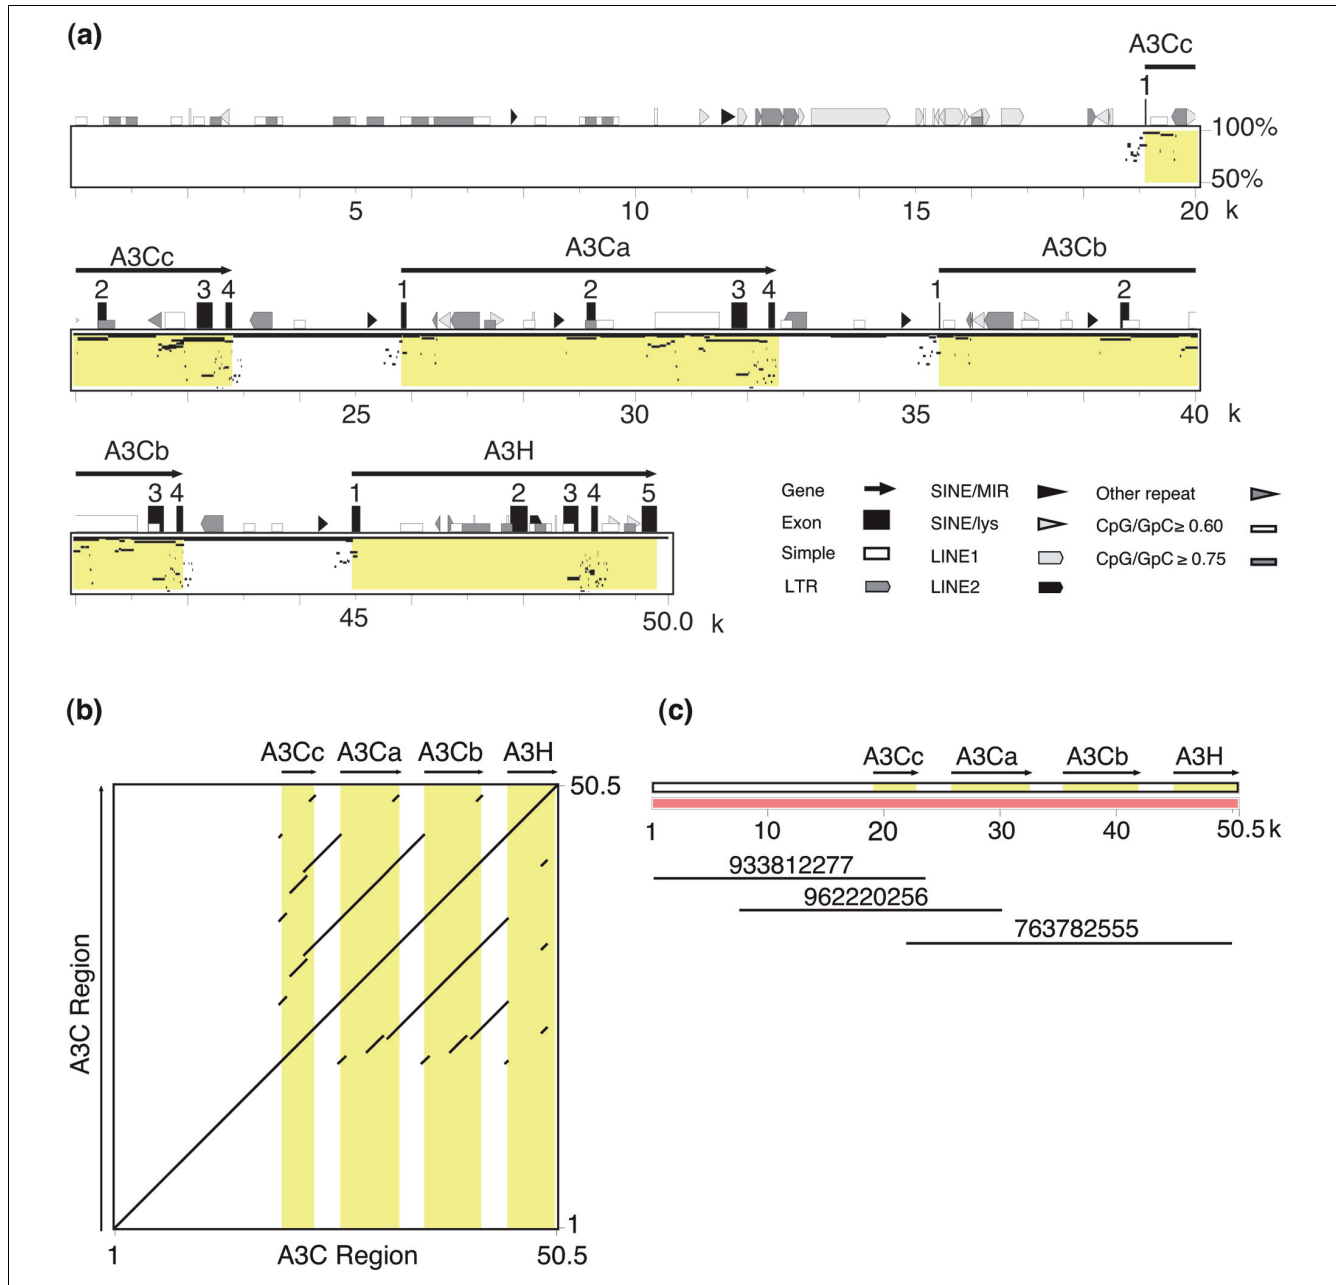 (a)
A3Cc
1
100%
50%
5 10 15 20 k
A3Cc A3Ca A3Cb
2 3 4 1 2 3 4 1 2
25 30 35 40 k
A3Cb A3H
3 4 1 2 3 4 5
45 50.0 k
Gene SINE/MIR Other repeat
Exon SINE/lys CpG/GpC≥ 0.60
Simple LINE1 CpG/GpC ≥ 0.75
LTR LINE2
(b)
A3Cc A3Ca A3Cb A3H
50.5
A3C Region
1
1 A3C Region 50.5
(c)
A3Cc A3Ca A3Cb A3H
1 10 20 30 40 50.5 k
933812277
962220256
763782555